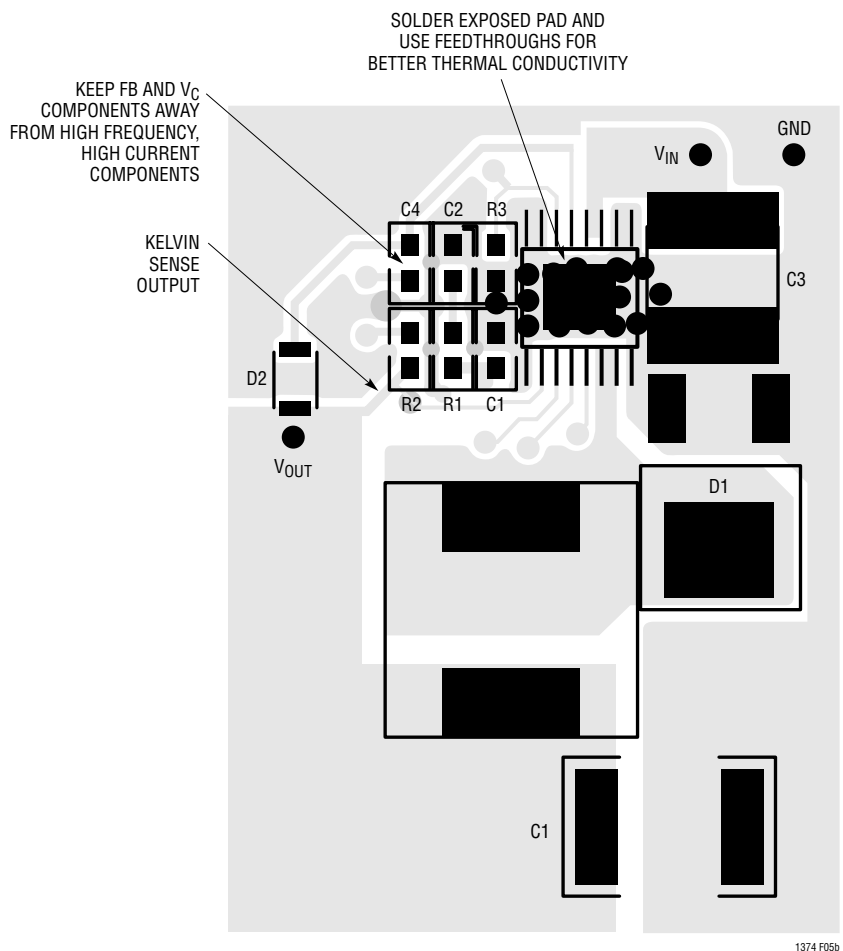 SOLDER EXPOSED PAD AND
USE FEEDTHROUGHS FOR
BETTER THERMAL CONDUCTIVITY
KEEP FB AND VC
COMPONENTS AWAY
FROM HIGH FREQUENCY,
HIGH CURRENT
COMPONENTS
GND
VIN
C4 C2 R3
KELVIN
SENSE
OUTPUT
C3
D2
R2 R1 C1
VOUT
D1
C1
1374 F05b